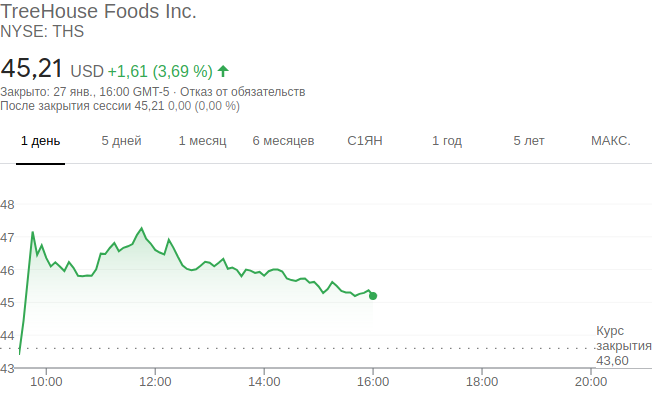 TreeHouse Foods Inc.
NYSE: THS
45,21 USD +1,61 (3,69 %)
Закрыто: 27 янв., 16:00 GMT-5 · Отказ от обязательств
После закрытия сессии 45,21 0,00 (0,00 %)
1 день 5 дней 1 месяц 6 месяцев С1ЯН 1 год 5 лет МАКС.
48
47
46
45
44
Курс
закрытия
43,60
43
10:00 12:00 14:00 16:00 18:00 20:00